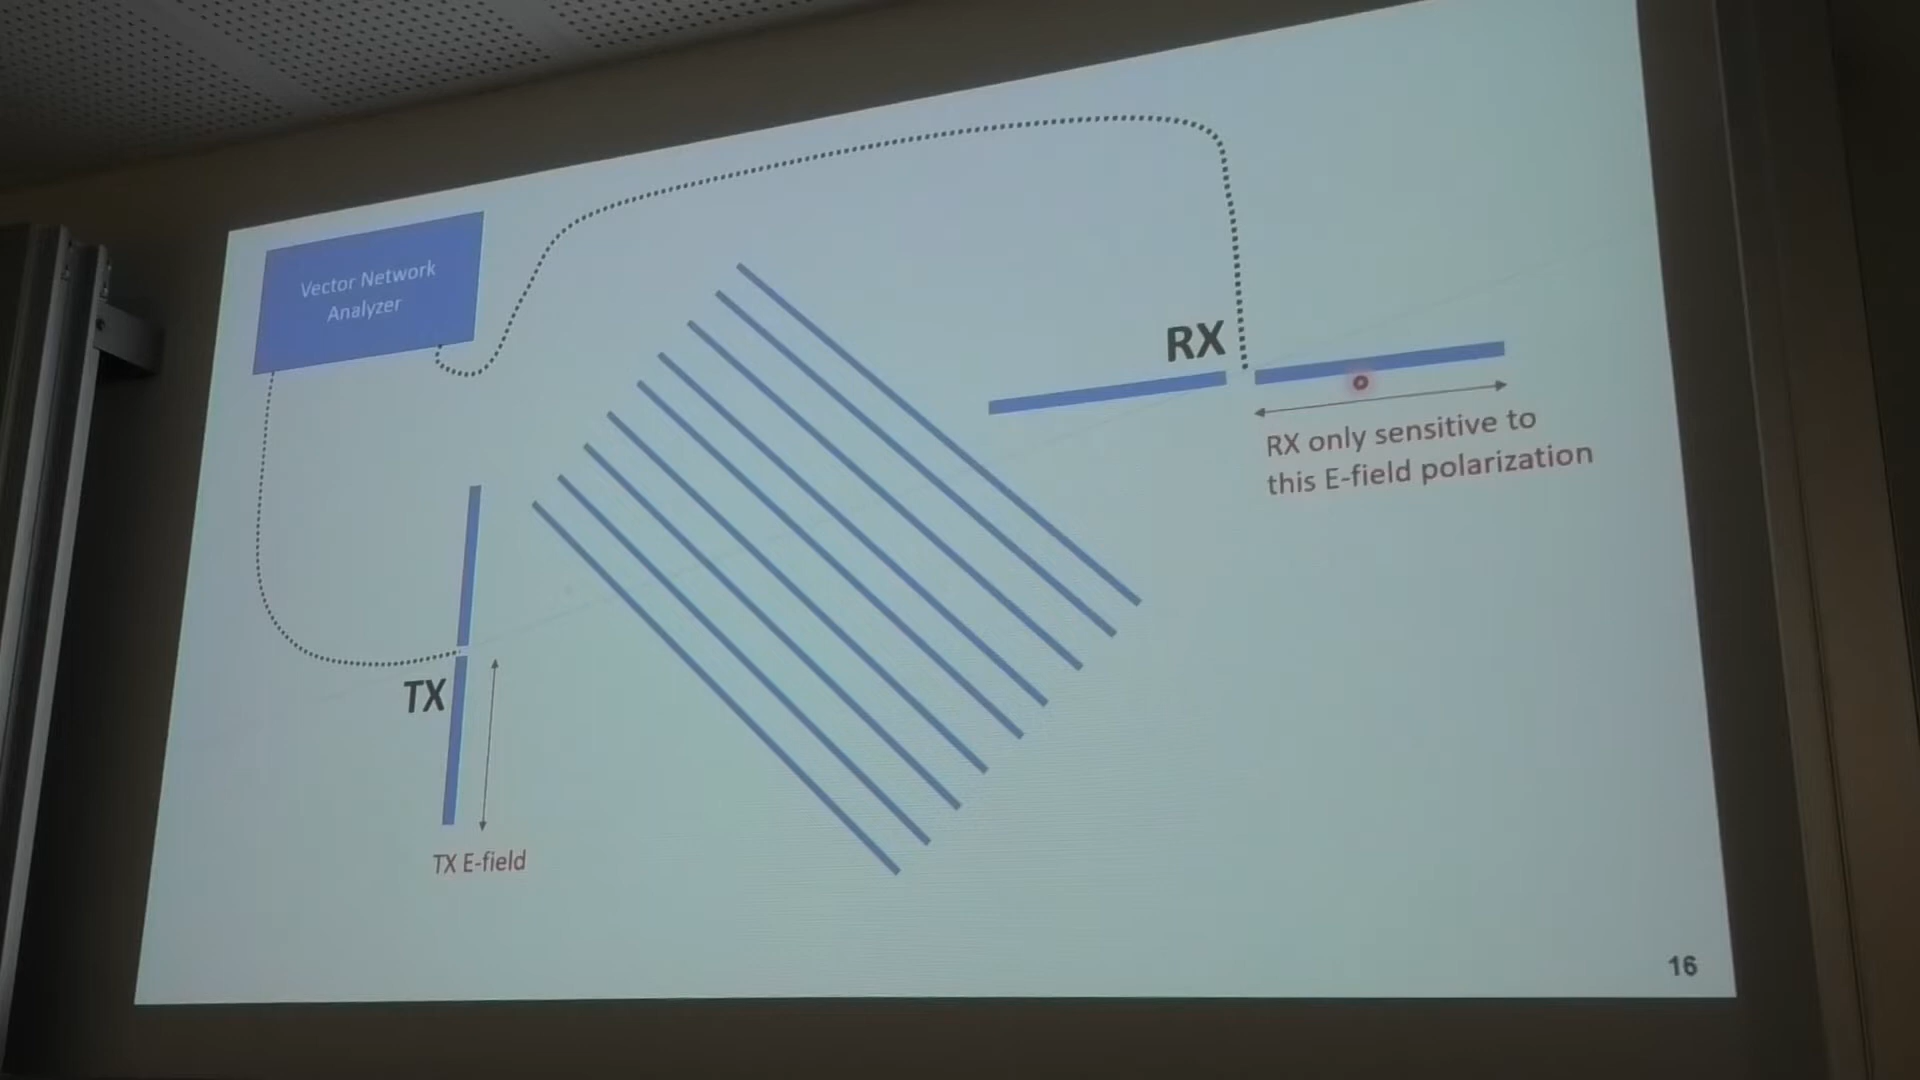 Vector Network
Analyzer
RX
RX only sensitive to
this E-field polarization
TX
TX E-field
16